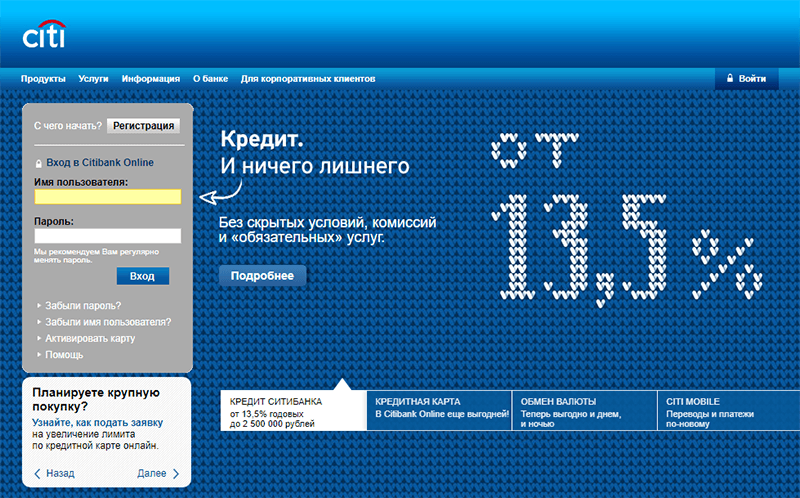 citi
Продукты Услуги Информация О банке Для корпоративных клиентов Войти
С чего начать? Регистрация
Вход в Citibank Online
Имя пользователя:
Пароль:
Мы рекомендуем Вам регулярно
менять пароль.
Вход
Забыли пароль?
Забыли имя пользователя?
Активировать карту
Помощь
Кредит.
И ничего лишнего
Без скрытых условий, комиссий
и «обязательных» услуг.
Подробнее
от
13,5%
Планируете крупную
покупку?
Узнайте, как подать заявку
на увеличение лимита
по кредитной карте онлайн.
Назад Далее
КРЕДИТ СИТИБАНКА
от 13,5% годовых
до 2 500 000 рублей
КРЕДИТНАЯ КАРТА
В Citibank Online еще выгодней!
ОБМЕН ВАЛЮТЫ
Теперь выгодно и днем,
и ночью
CITI MOBILE
Переводы и платежи
по-новому